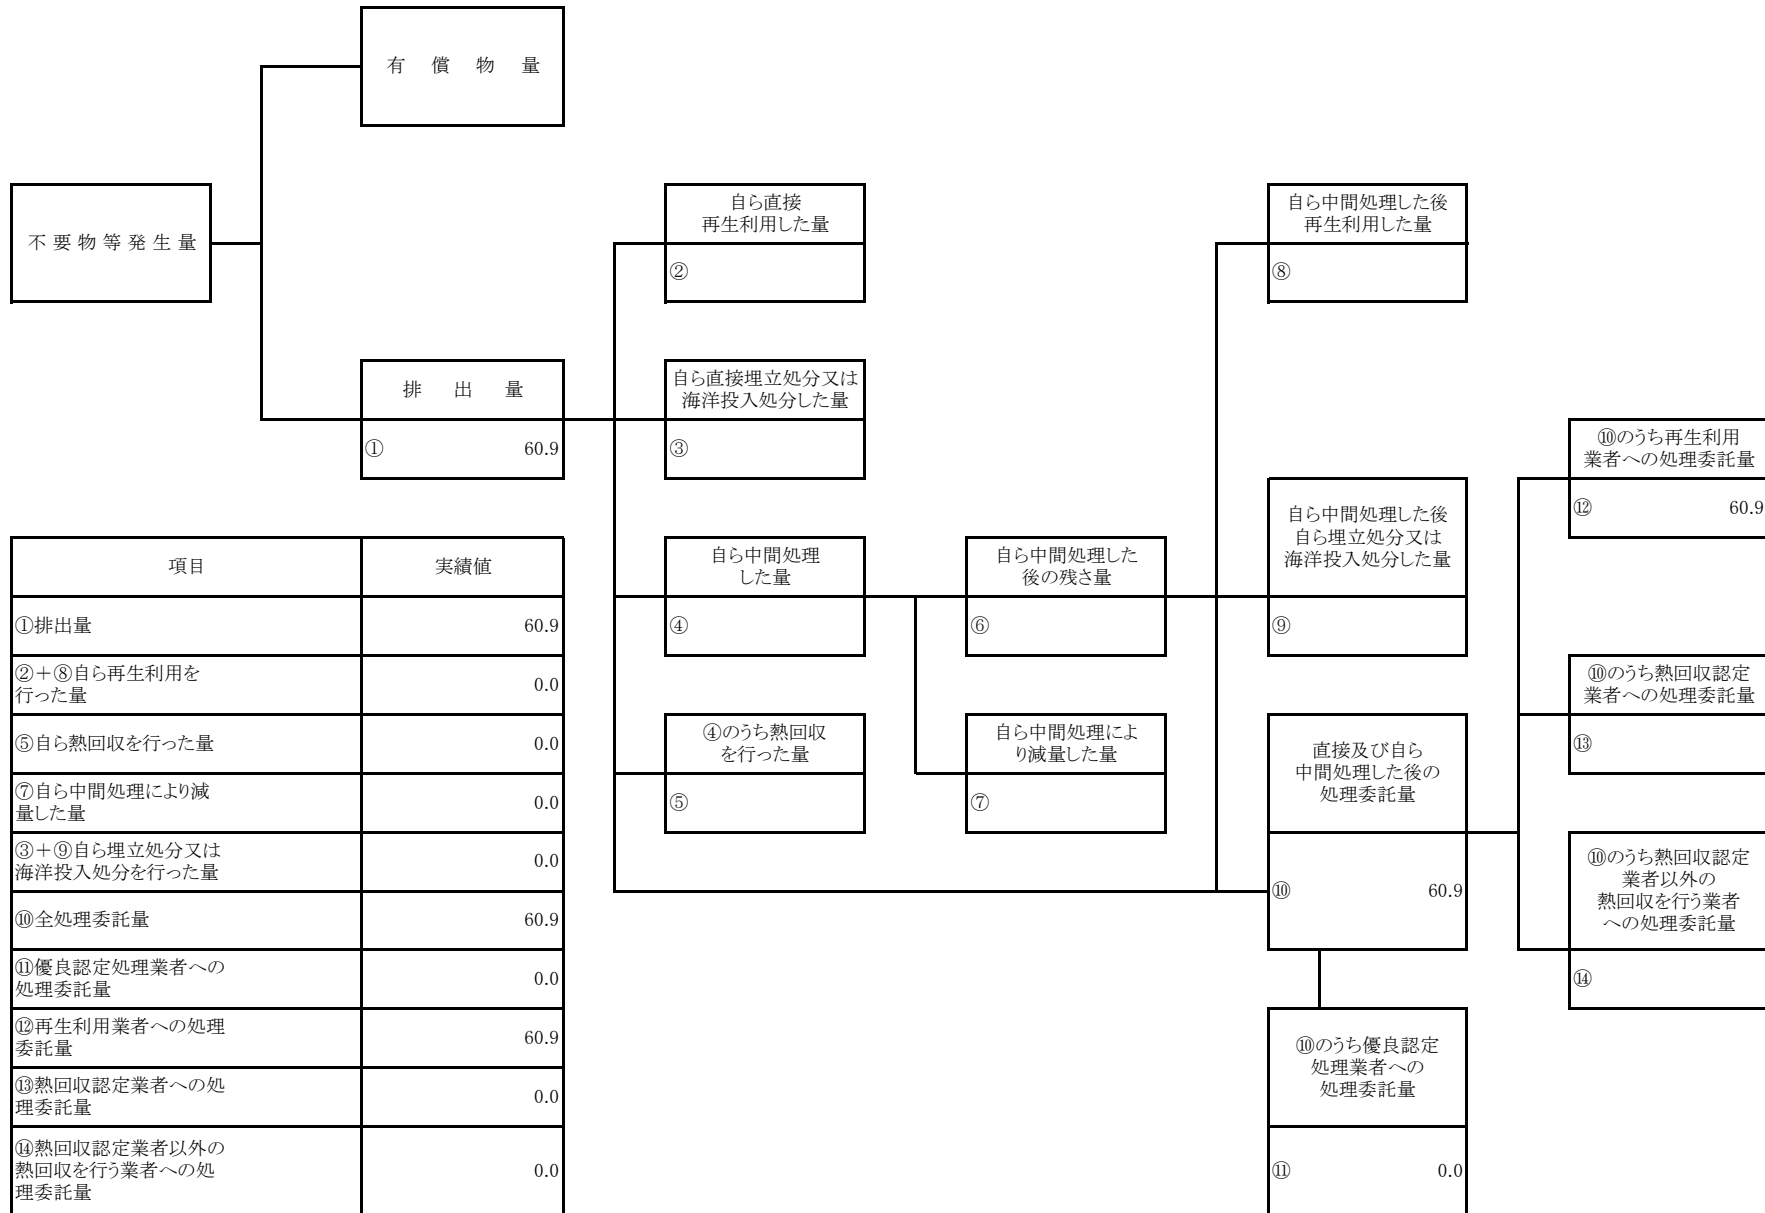 有 償 物 量
不 要 物 等 発 生 量
自ら直接
再生利用した量
②
自ら中間処理した後
再生利用した量
⑧
排 出 量
① 60.9
自ら直接埋立処分又は
海洋投入処分した量
③
⑩のうち再生利用
業者への処理委託量
⑫ 60.9
自ら中間処理した後
自ら埋立処分又は
海洋投入処分した量
⑨
自ら中間処理
した量
④
自ら中間処理した
後の残さ量
⑥
⑩のうち熱回収認定
業者への処理委託量
⑬
④のうち熱回収
を行った量
⑤
自ら中間処理によ
り減量した量
⑦
直接及び自ら
中間処理した後の
処理委託量
⑩ 60.9
⑩のうち熱回収認定
業者以外の
熱回収を行う業者
への処理委託量
⑭
⑩のうち優良認定
処理業者への
処理委託量
⑪ 0.0
項目 実績値
①排出量 60.9
②+⑧自ら再生利用を
行った量 0.0
⑤自ら熱回収を行った量 0.0
⑦自ら中間処理により減
量した量 0.0
③+⑨自ら埋立処分又は
海洋投入処分を行った量 0.0
⑩全処理委託量 60.9
⑪優良認定処理業者への
処理委託量 0.0
⑫再生利用業者への処理
委託量 60.9
⑬熱回収認定業者への処
理委託量 0.0
⑭熱回収認定業者以外の
熱回収を行う業者への処
理委託量 0.0